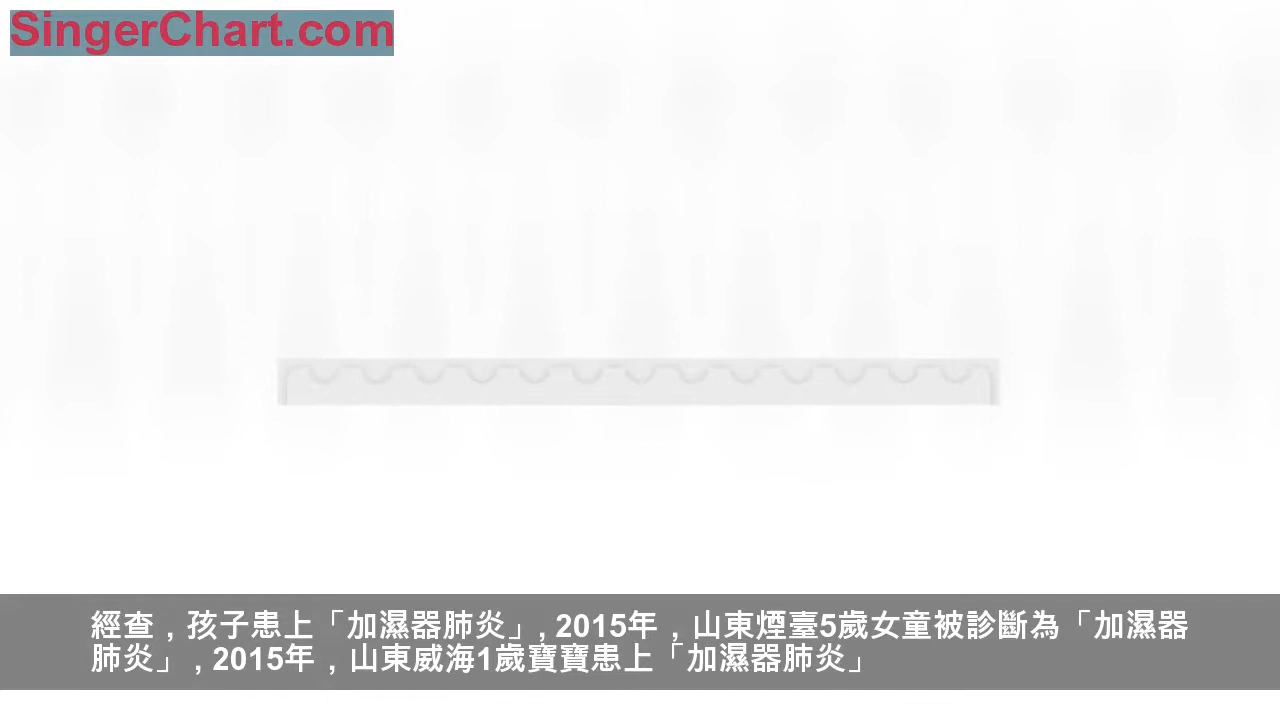 SingerChart.com
經查，孩子患上「加濕器肺炎」, 2015年，山東煙臺5歲女童被診斷為「加濕器
肺炎」 , 2015年，山東威海1歲寶寶患上「加濕器肺炎」